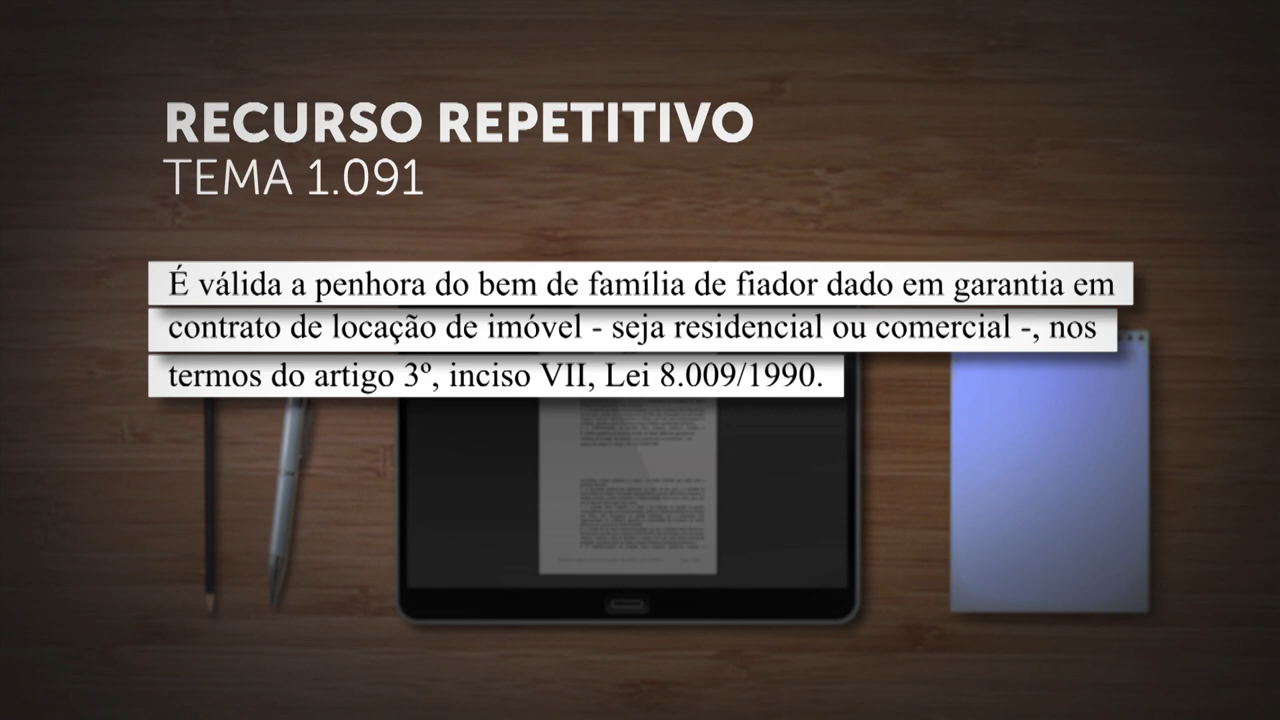 RECURSO REPETITIVO
TEMA 1.091
É válida a penhora do bem de família de fiador dado em garantia em
contrato de locação de imóvel - seja residencial ou comercial -, nos
termos do artigo 3º, inciso VII, Lei 8.009/1990.